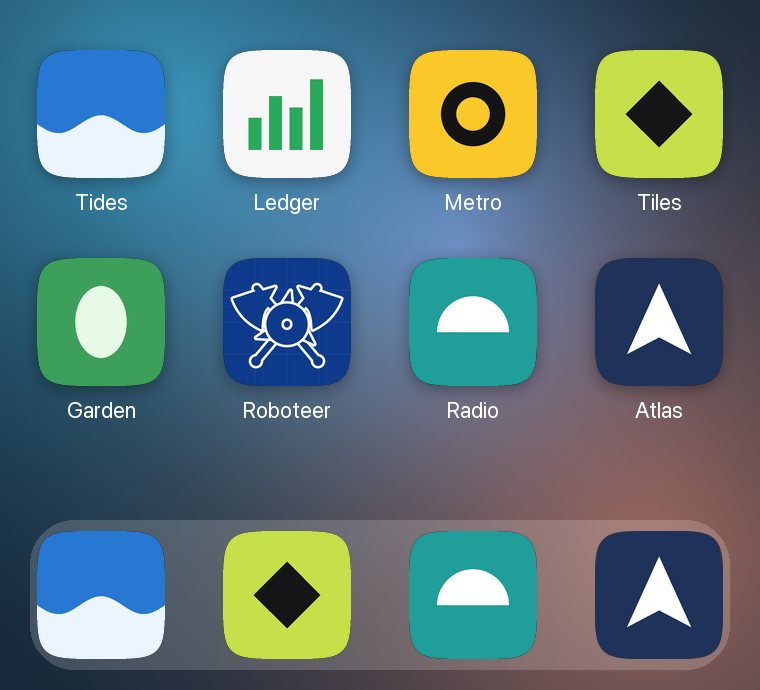 Tides
Ledger
Metro
Tiles
Garden
Roboteer
Radio
Atlas